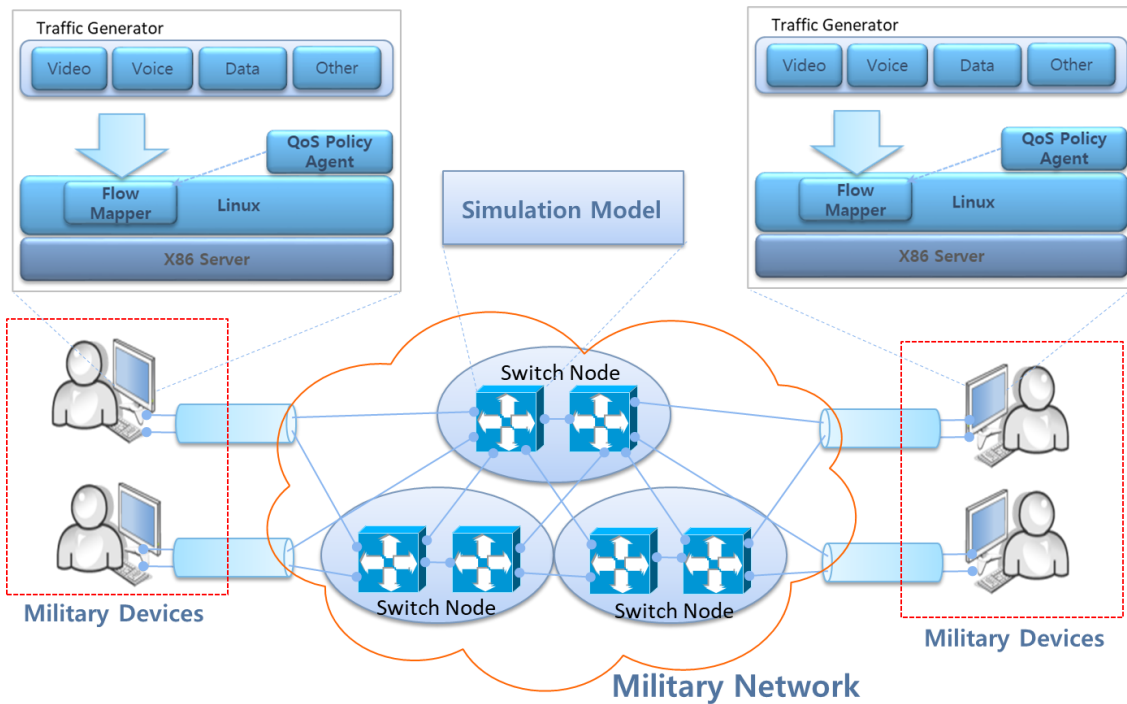 Traffic Generator
Video
Voice
Data
Other
QoS Policy
Agent
Flow
Mapper
Linux
X86 Server
Simulation Model
Traffic Generator
Video
Voice
Data
Other
QoS Policy
Agent
Flow
Mapper
Linux
X86 Server
Switch Node
Switch Node
Switch Node
Military Devices
Military Devices
Military Network